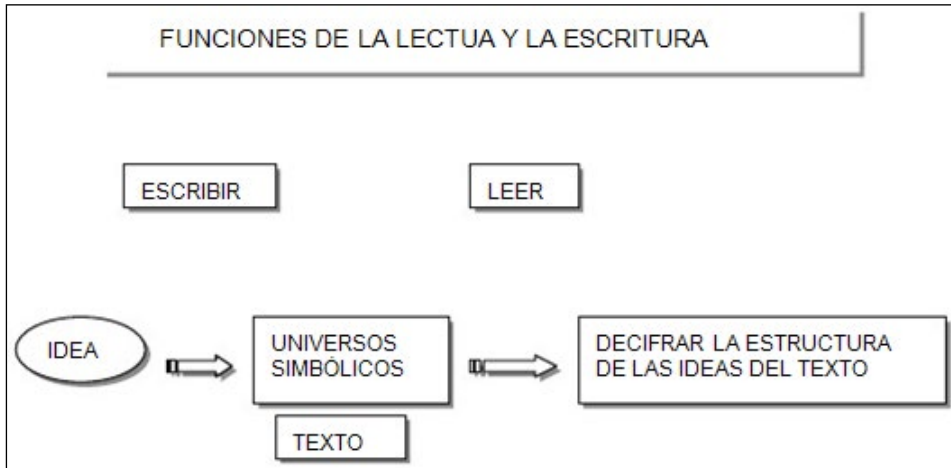 FUNCIONES DE LA LECTUA Y LA ESCRITURA
ESCRIBIR
LEER
IDEA
UNIVERSOS
SIMBÓLICOS
DECIFRAR LA ESTRUCTURA
DE LAS IDEAS DEL TEXTO
TEXTO